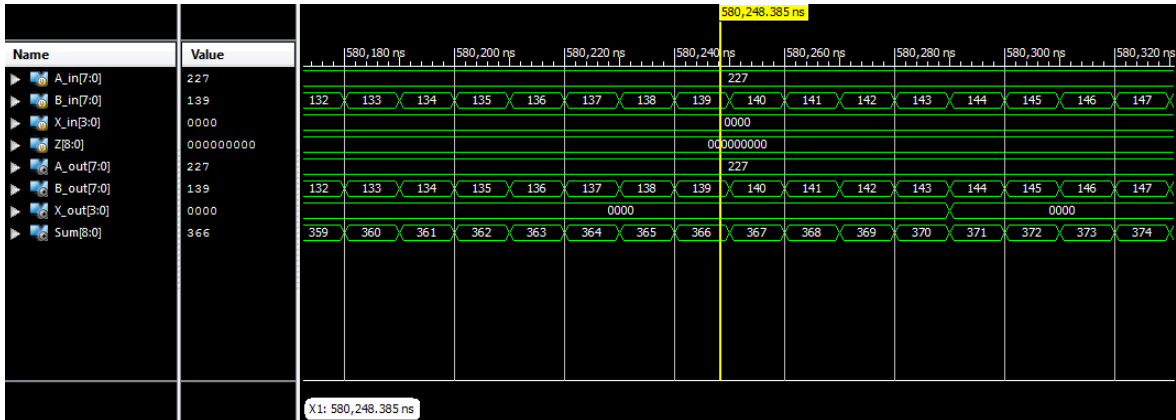 580,248.385 ns
Name Value 580,180 ns 580,200 ns 580,220 ns 580,240 ns 580,260 ns 580,280 ns 580,300 ns 580,320 ns
A_in[7:0] 227 227
B_in[7:0] 139 132 133 134 135 136 137 138 139 140 141 142 143 144 145 146 147
X_in[3:0] 0000 0000
Z[8:0] 000000000 000000000
A_out[7:0] 227 227
B_out[7:0] 139 132 133 134 135 136 137 138 139 140 141 142 143 144 145 146 147
X_out[3:0] 0000 0000 0000
Sum[8:0] 366 359 360 361 362 363 364 365 366 367 368 369 370 371 372 373 374
X1: 580,248.385 ns